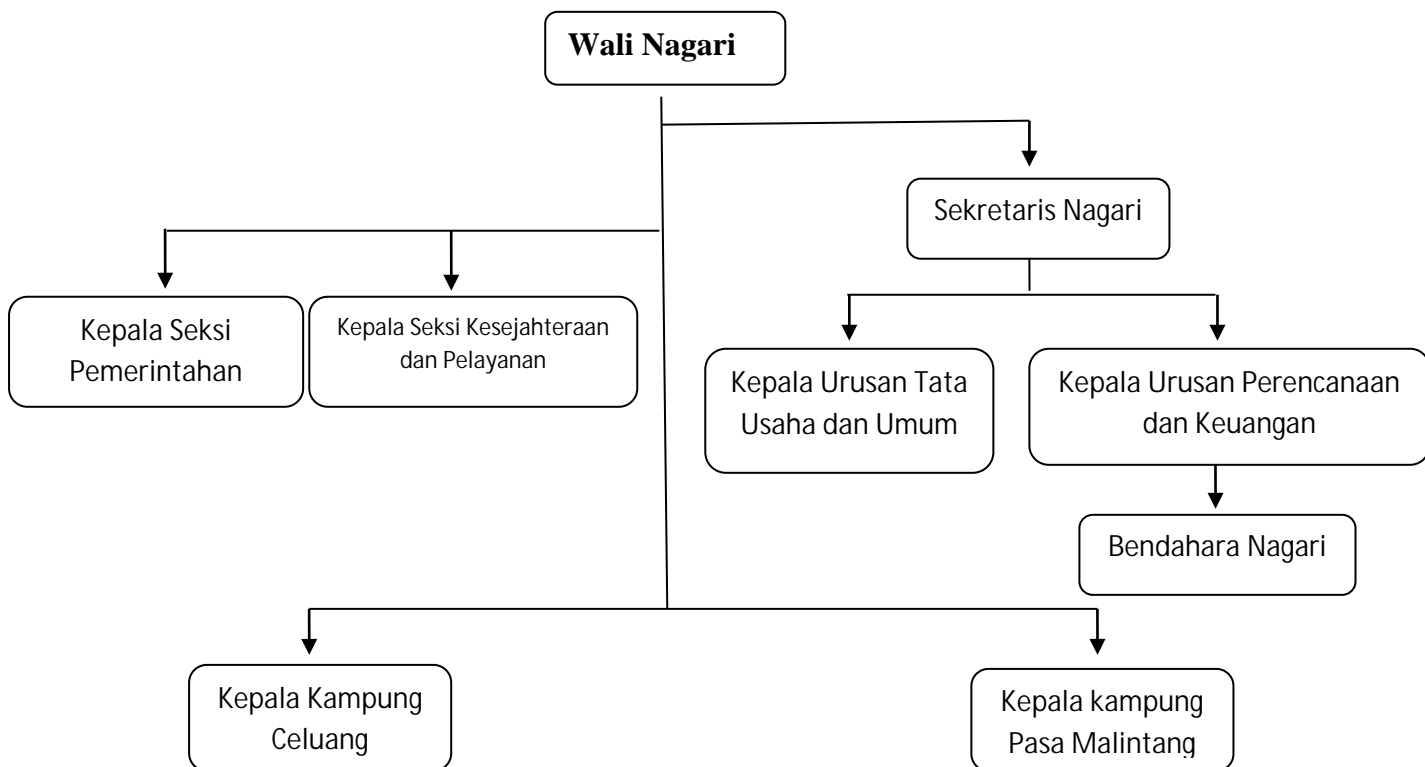 Wali Nagari
Sekretaris Nagari
Kepala Seksi
Pemerintahan
Kepala Seksi Kesejahteraan
dan Pelayanan
Kepala Urusan Tata
Usaha dan Umum
Kepala Urusan Perencanaan
dan Keuangan
Bendahara Nagari
Kepala Kampung
Celuang
Kepala kampung
Pasa Malintang